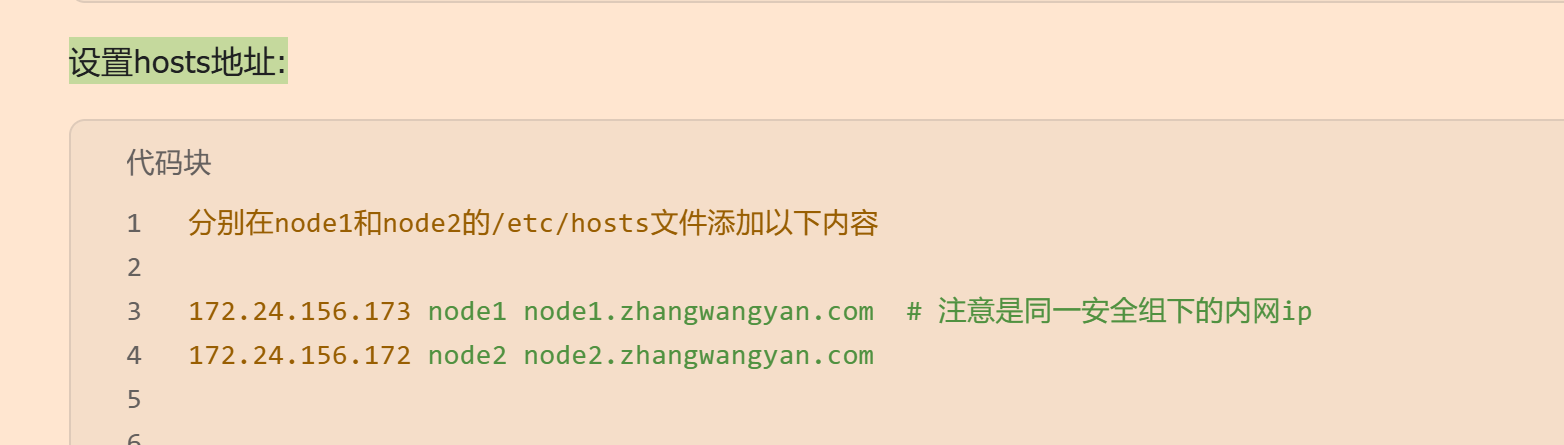 设置hosts地址:
代码块
1 分别在node1和node2的/etc/hosts文件添加以下内容
2
3 172.24.156.173 node1 node1.zhangwangyan.com  # 注意是同一安全组下的内网ip
4 172.24.156.172 node2 node2.zhangwangyan.com
5
6